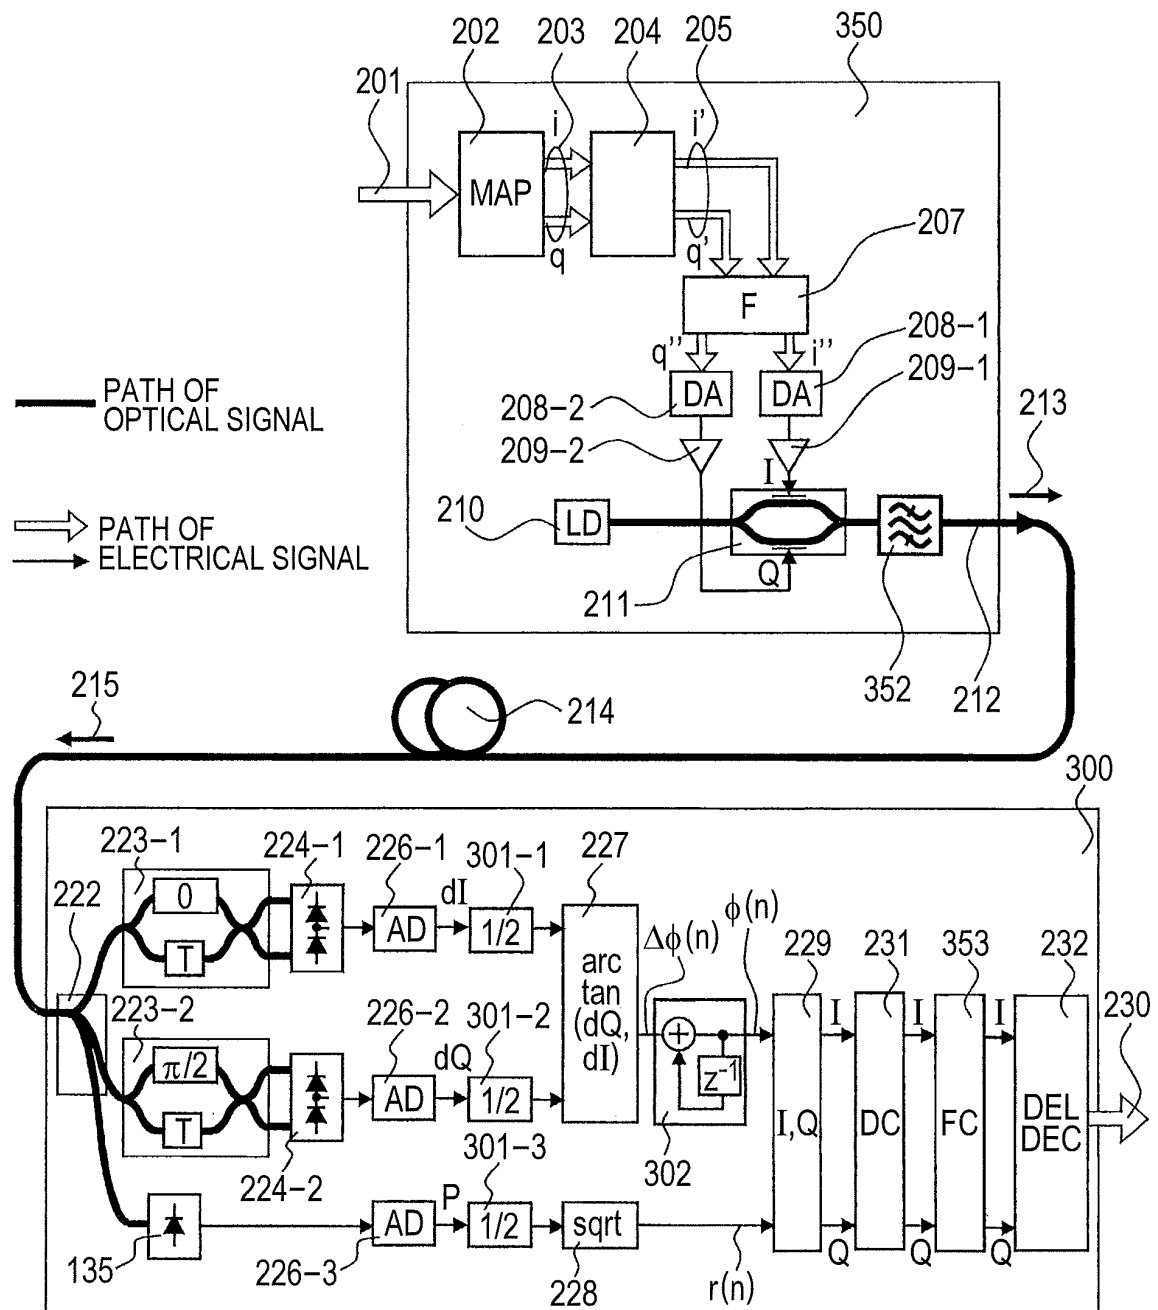 202 203 204 205 350
201
i i'
MAP
q q'
207
F
208-1
q'' i''
209-1
DA DA
PATH OF
OPTICAL SIGNAL
208-2
213
209-2
I
210
LD
PATH OF
ELECTRICAL SIGNAL
Q
211
352 212
215
214
300
223-1 224-1 226-1 301-1 227
dI
0
AD 1/2
T
222
Δϕ(n) ϕ(n)
229 231 353 232
223-2
226-2 301-2
arc
tan
(dQ,
dI)
230
I I I
π/2
dQ
AD 1/2
z⁻¹
T
I,Q DC FC DEL
DEC
224-2
301-3
302
P
AD 1/2 sqrt
Q Q Q
135 226-3 228 r(n)